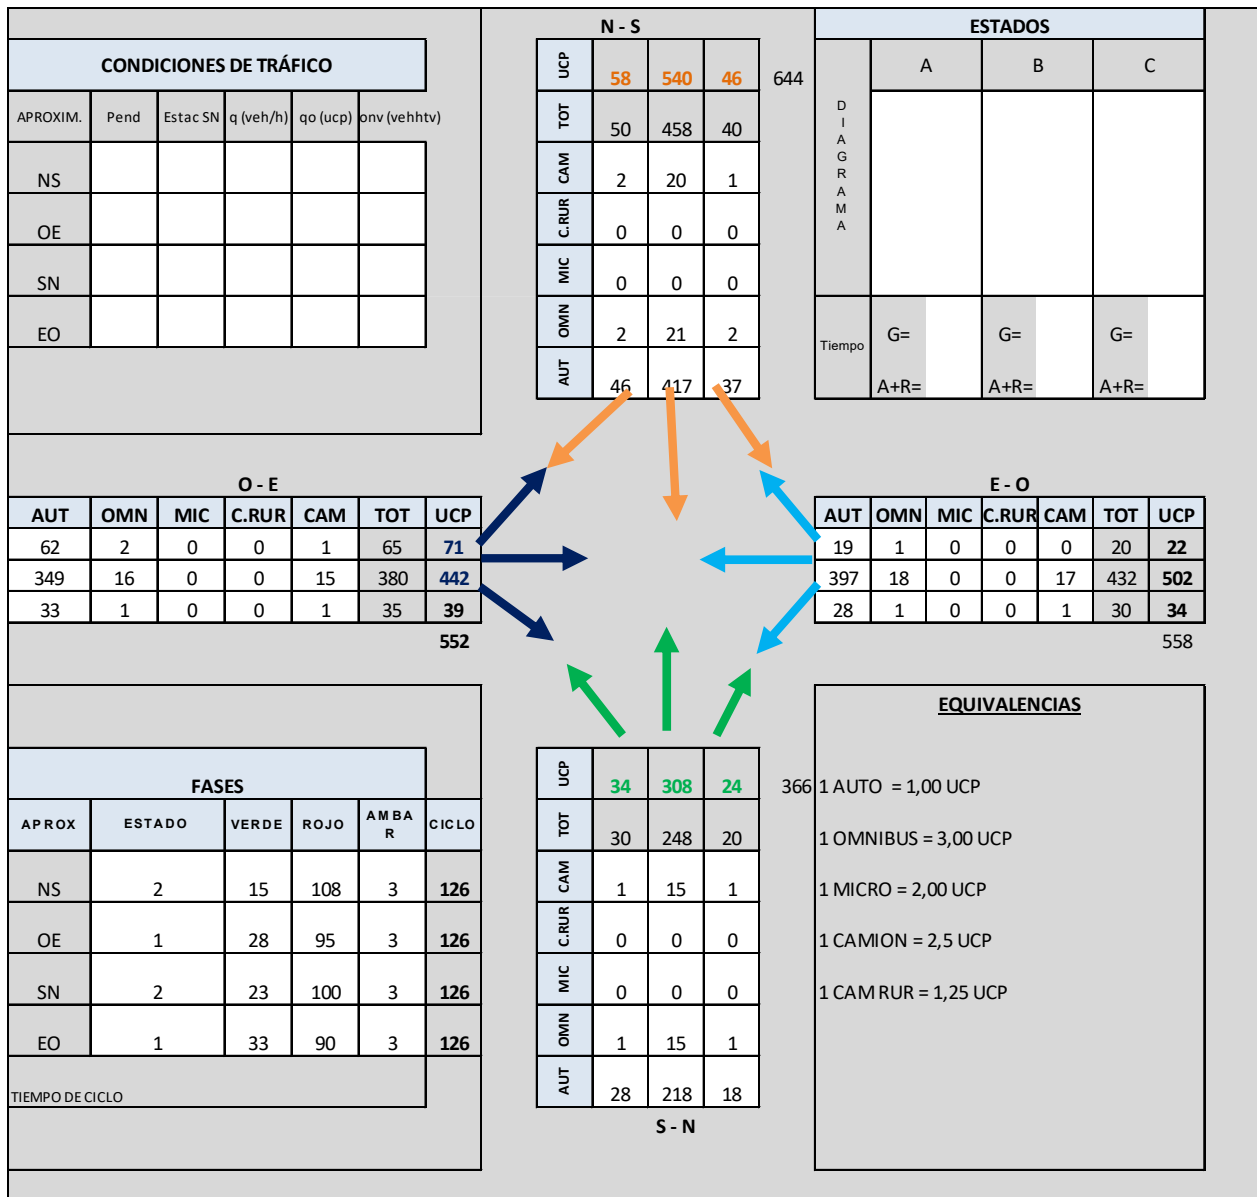 N - S
ESTADOS
CONDICIONES DE TRÁFICO
UCP 58 540 46 644
A B C
APROXIM. Pend Estac SN q (veh/h) qo (ucp) onv (vehhtv)
TOT 50 458 40
DIAGRAMA
NS
CAM 2 20 1
OE
C.RUR 0 0 0
SN
MIC 0 0 0
EO
OMN 2 21 2
Tiempo G= G= G=
AUT 46 417 37
A+R= A+R= A+R=
O - E
AUT OMN MIC C.RUR CAM TOT UCP
62 2 0 0 1 65 71
349 16 0 0 15 380 442
33 1 0 0 1 35 39
552
E - O
AUT OMN MIC C.RUR CAM TOT UCP
19 1 0 0 0 20 22
397 18 0 0 17 432 502
28 1 0 0 1 30 34
558
FASES
APROX ESTADO VERDE ROJO AMBA
R CICLO
NS 2 15 108 3 126
OE 1 28 95 3 126
SN 2 23 100 3 126
EO 1 33 90 3 126
TIEMPO DE CICLO
UCP 34 308 24 366
TOT 30 248 20
CAM 1 15 1
C.RUR 0 0 0
MIC 0 0 0
OMN 1 15 1
AUT 28 218 18
S - N
EQUIVALENCIAS
1 AUTO = 1,00 UCP
1 OMNIBUS = 3,00 UCP
1 MICRO = 2,00 UCP
1 CAMION = 2,5 UCP
1 CAM RUR = 1,25 UCP